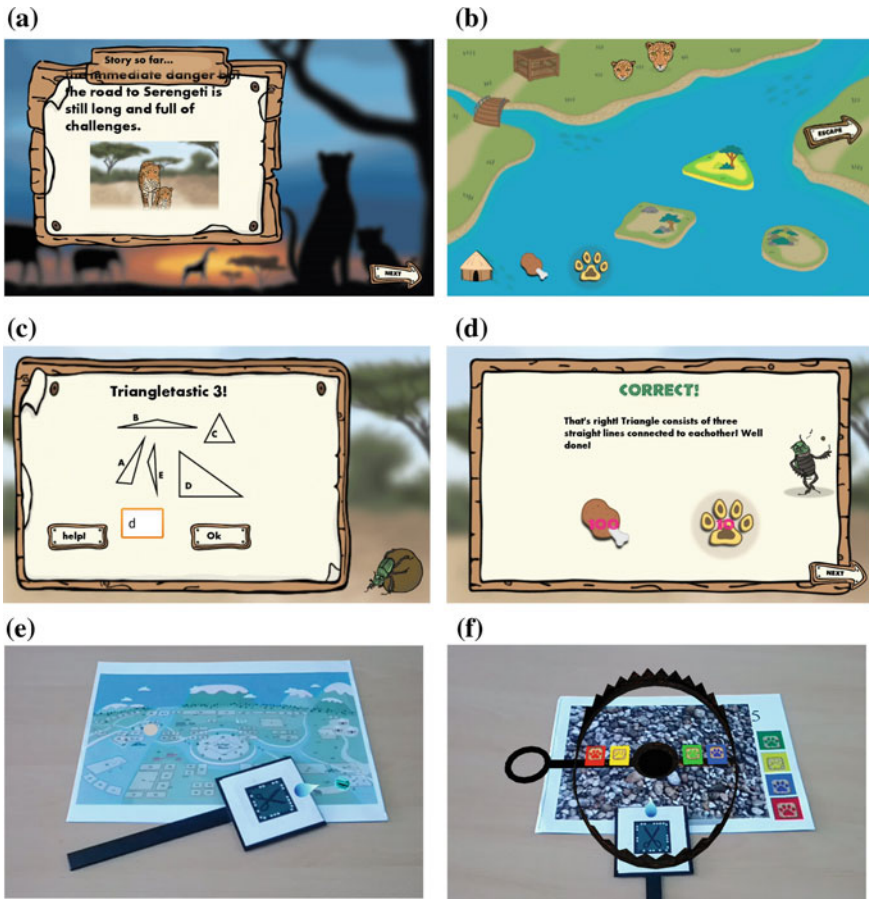 (a)
Story so far...
the immediate danger but
the road to Serengeti is
still long and full of
challenges.
NEXT
(b)
ESCAPE
(c)
Triangletastic 3!
B
C
A
E
D
d
help!
Ok
(d)
CORRECT!
That's right! Triangle consists of three
straight lines connected to eachother! Well
done!
100
10
NEXT
(e)
(f)
S